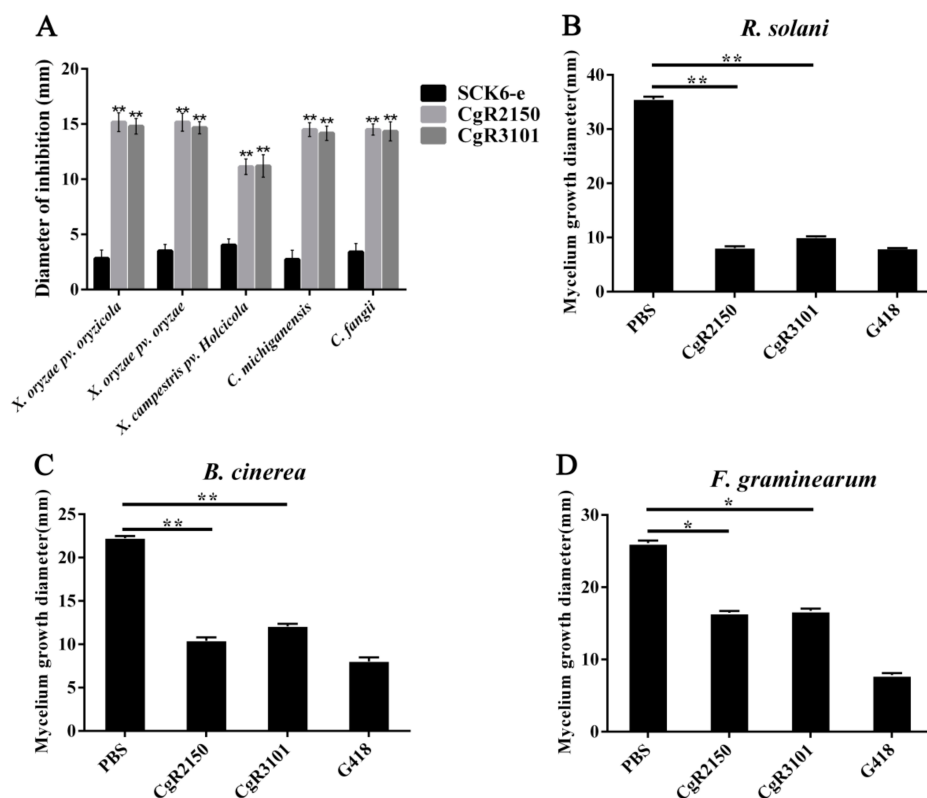 A
Diameter of inhibition (mm)
20
15
10
5
0
** ** ** ** ** ** ** ** ** **
SCK6-e
CgR2150
CgR3101
X. oryzae pv. oryzicola
X. oryzae pv. oryzae
X. campestris pv. Holcicola
C. michiganensis
C. fangii
B
R. solani
Mycelium growth diameter(mm)
40
30
20
10
0
**
**
PBS
CgR2150
CgR3101
G418
C
B. cinerea
Mycelium growth diameter(mm)
25
20
15
10
5
0
**
**
PBS
CgR2150
CgR3101
G418
D
F. graminearum
Mycelium growth diameter(mm)
30
20
10
0
*
*
PBS
CgR2150
CgR3101
G418